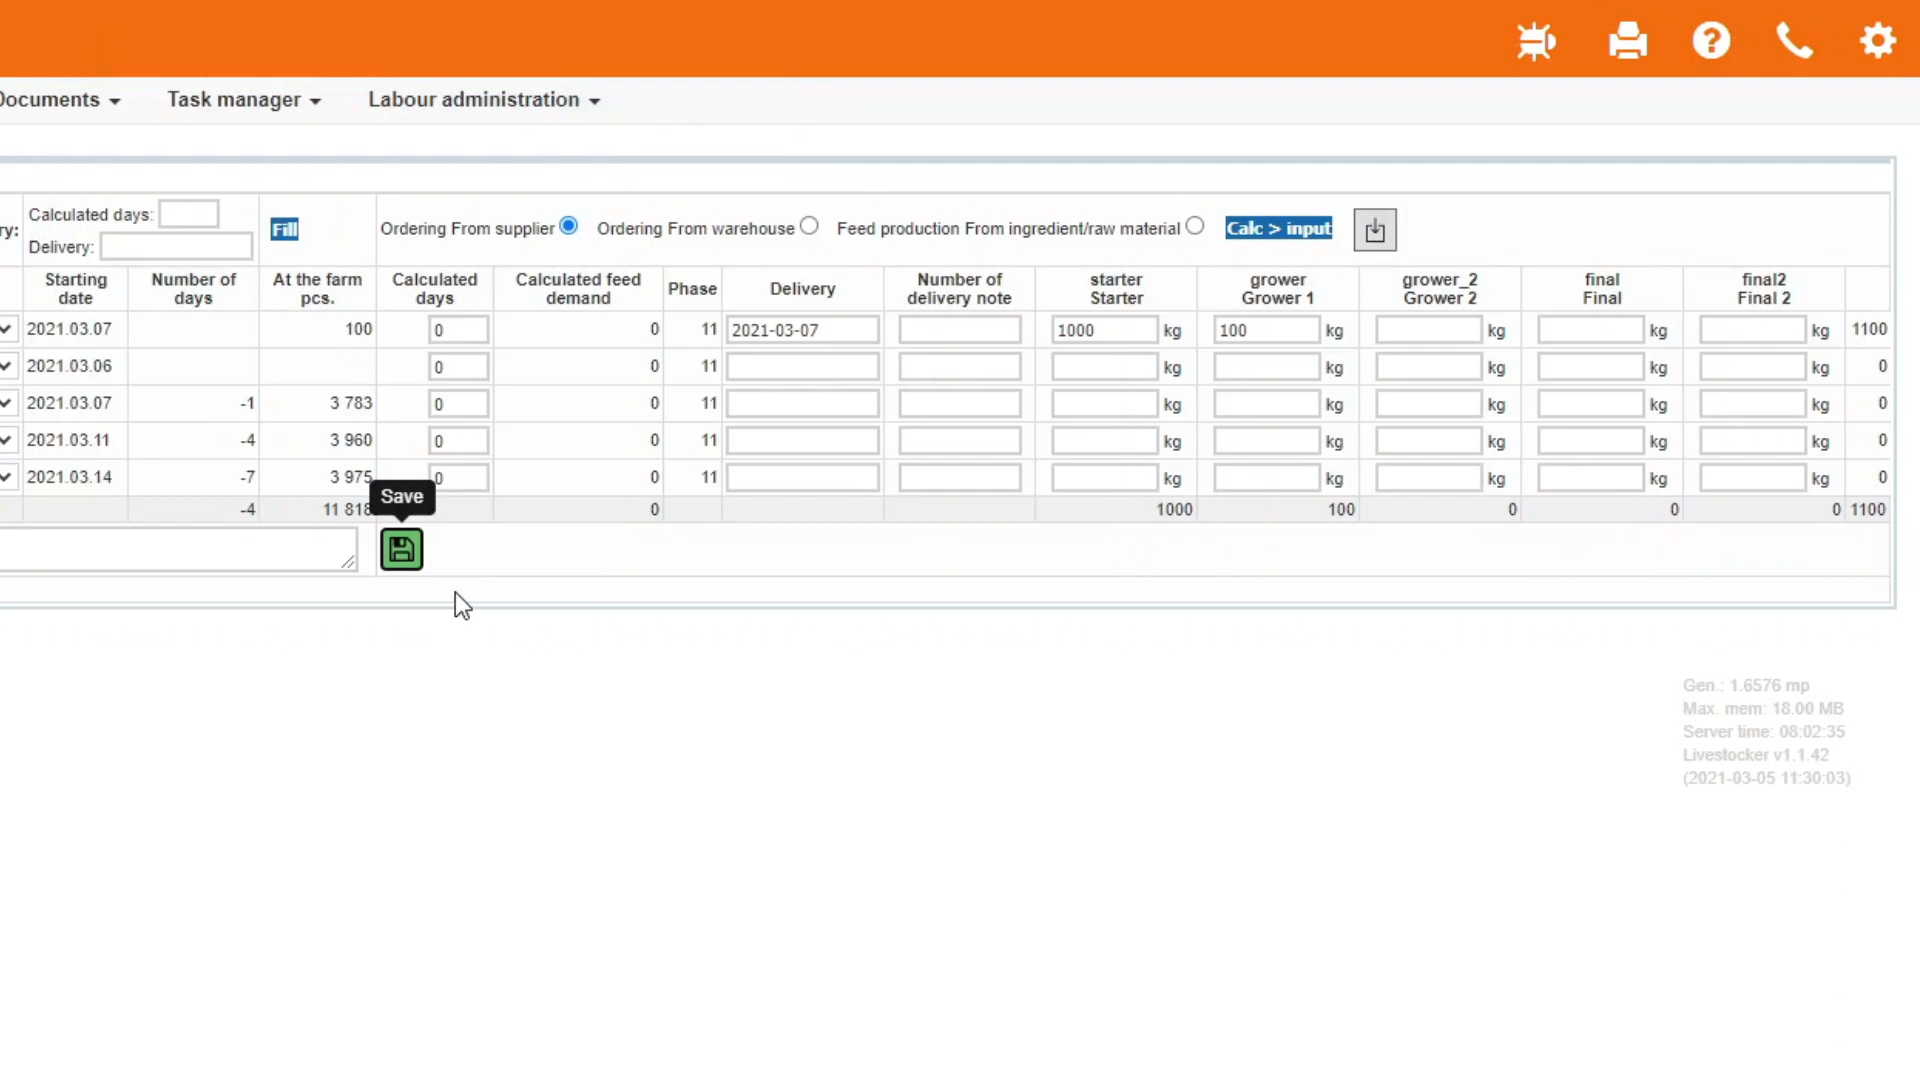 Documents Task manager Labour administration
ry: Calculated days:
Delivery:
Fill
Ordering From supplier Ordering From warehouse Feed production From ingredient/raw material Calc > input
Starting date Number of days At the farm pcs. Calculated days Calculated feed demand Phase Delivery Number of delivery note starter Starter grower Grower 1 grower_2 Grower 2 final Final final2 Final 2
2021.03.07 100 0 0 11 2021-03-07 1000 kg 100 kg kg kg kg 1100
2021.03.06 0 0 11 kg kg kg kg kg 0
2021.03.07 -1 3 783 0 0 11 kg kg kg kg kg 0
2021.03.11 -4 3 960 0 0 11 kg kg kg kg kg 0
2021.03.14 -7 3 975 0 0 11 kg kg kg kg kg 0
-4 11 818 0 1000 100 0 0 0 1100
Save
Gen.: 1.6576 mp
Max. mem: 18.00 MB
Server time: 08:02:35
Livestocker v1.1.42
(2021-03-05 11:30:03)